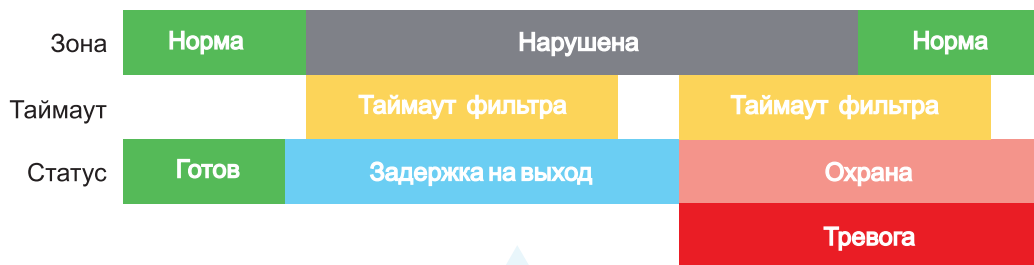 Зона Норма Нарушена Норма
Таймаут Таймаут фильтра Таймаут фильтра
Статус Готов Задержка на выход Охрана
Тревога